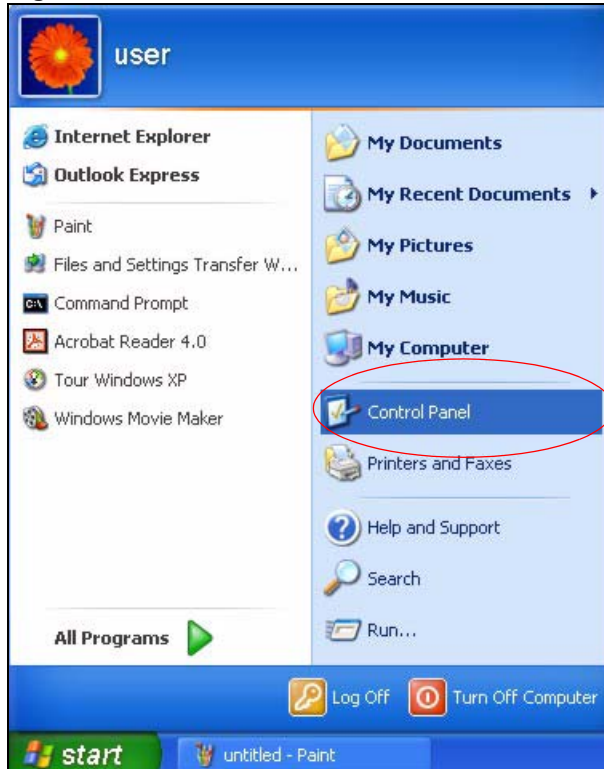 user
Internet Explorer
Outlook Express
Paint
Files and Settings Transfer W...
Command Prompt
Acrobat Reader 4.0
Tour Windows XP
Windows Movie Maker
All Programs
My Documents
My Recent Documents
My Pictures
My Music
My Computer
Control Panel
Printers and Faxes
Help and Support
Search
Run...
Log Off
Turn Off Computer
start
untitled - Paint